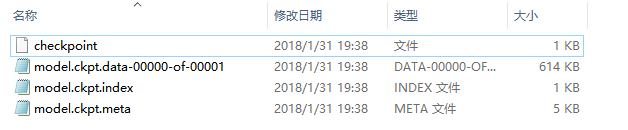 名称 修改日期 类型 大小
checkpoint 2018/1/31 19:38 文件 1 KB
model.ckpt.data-00000-of-00001 2018/1/31 19:38 DATA-00000-OF... 614 KB
model.ckpt.index 2018/1/31 19:38 INDEX 文件 1 KB
model.ckpt.meta 2018/1/31 19:38 META 文件 5 KB